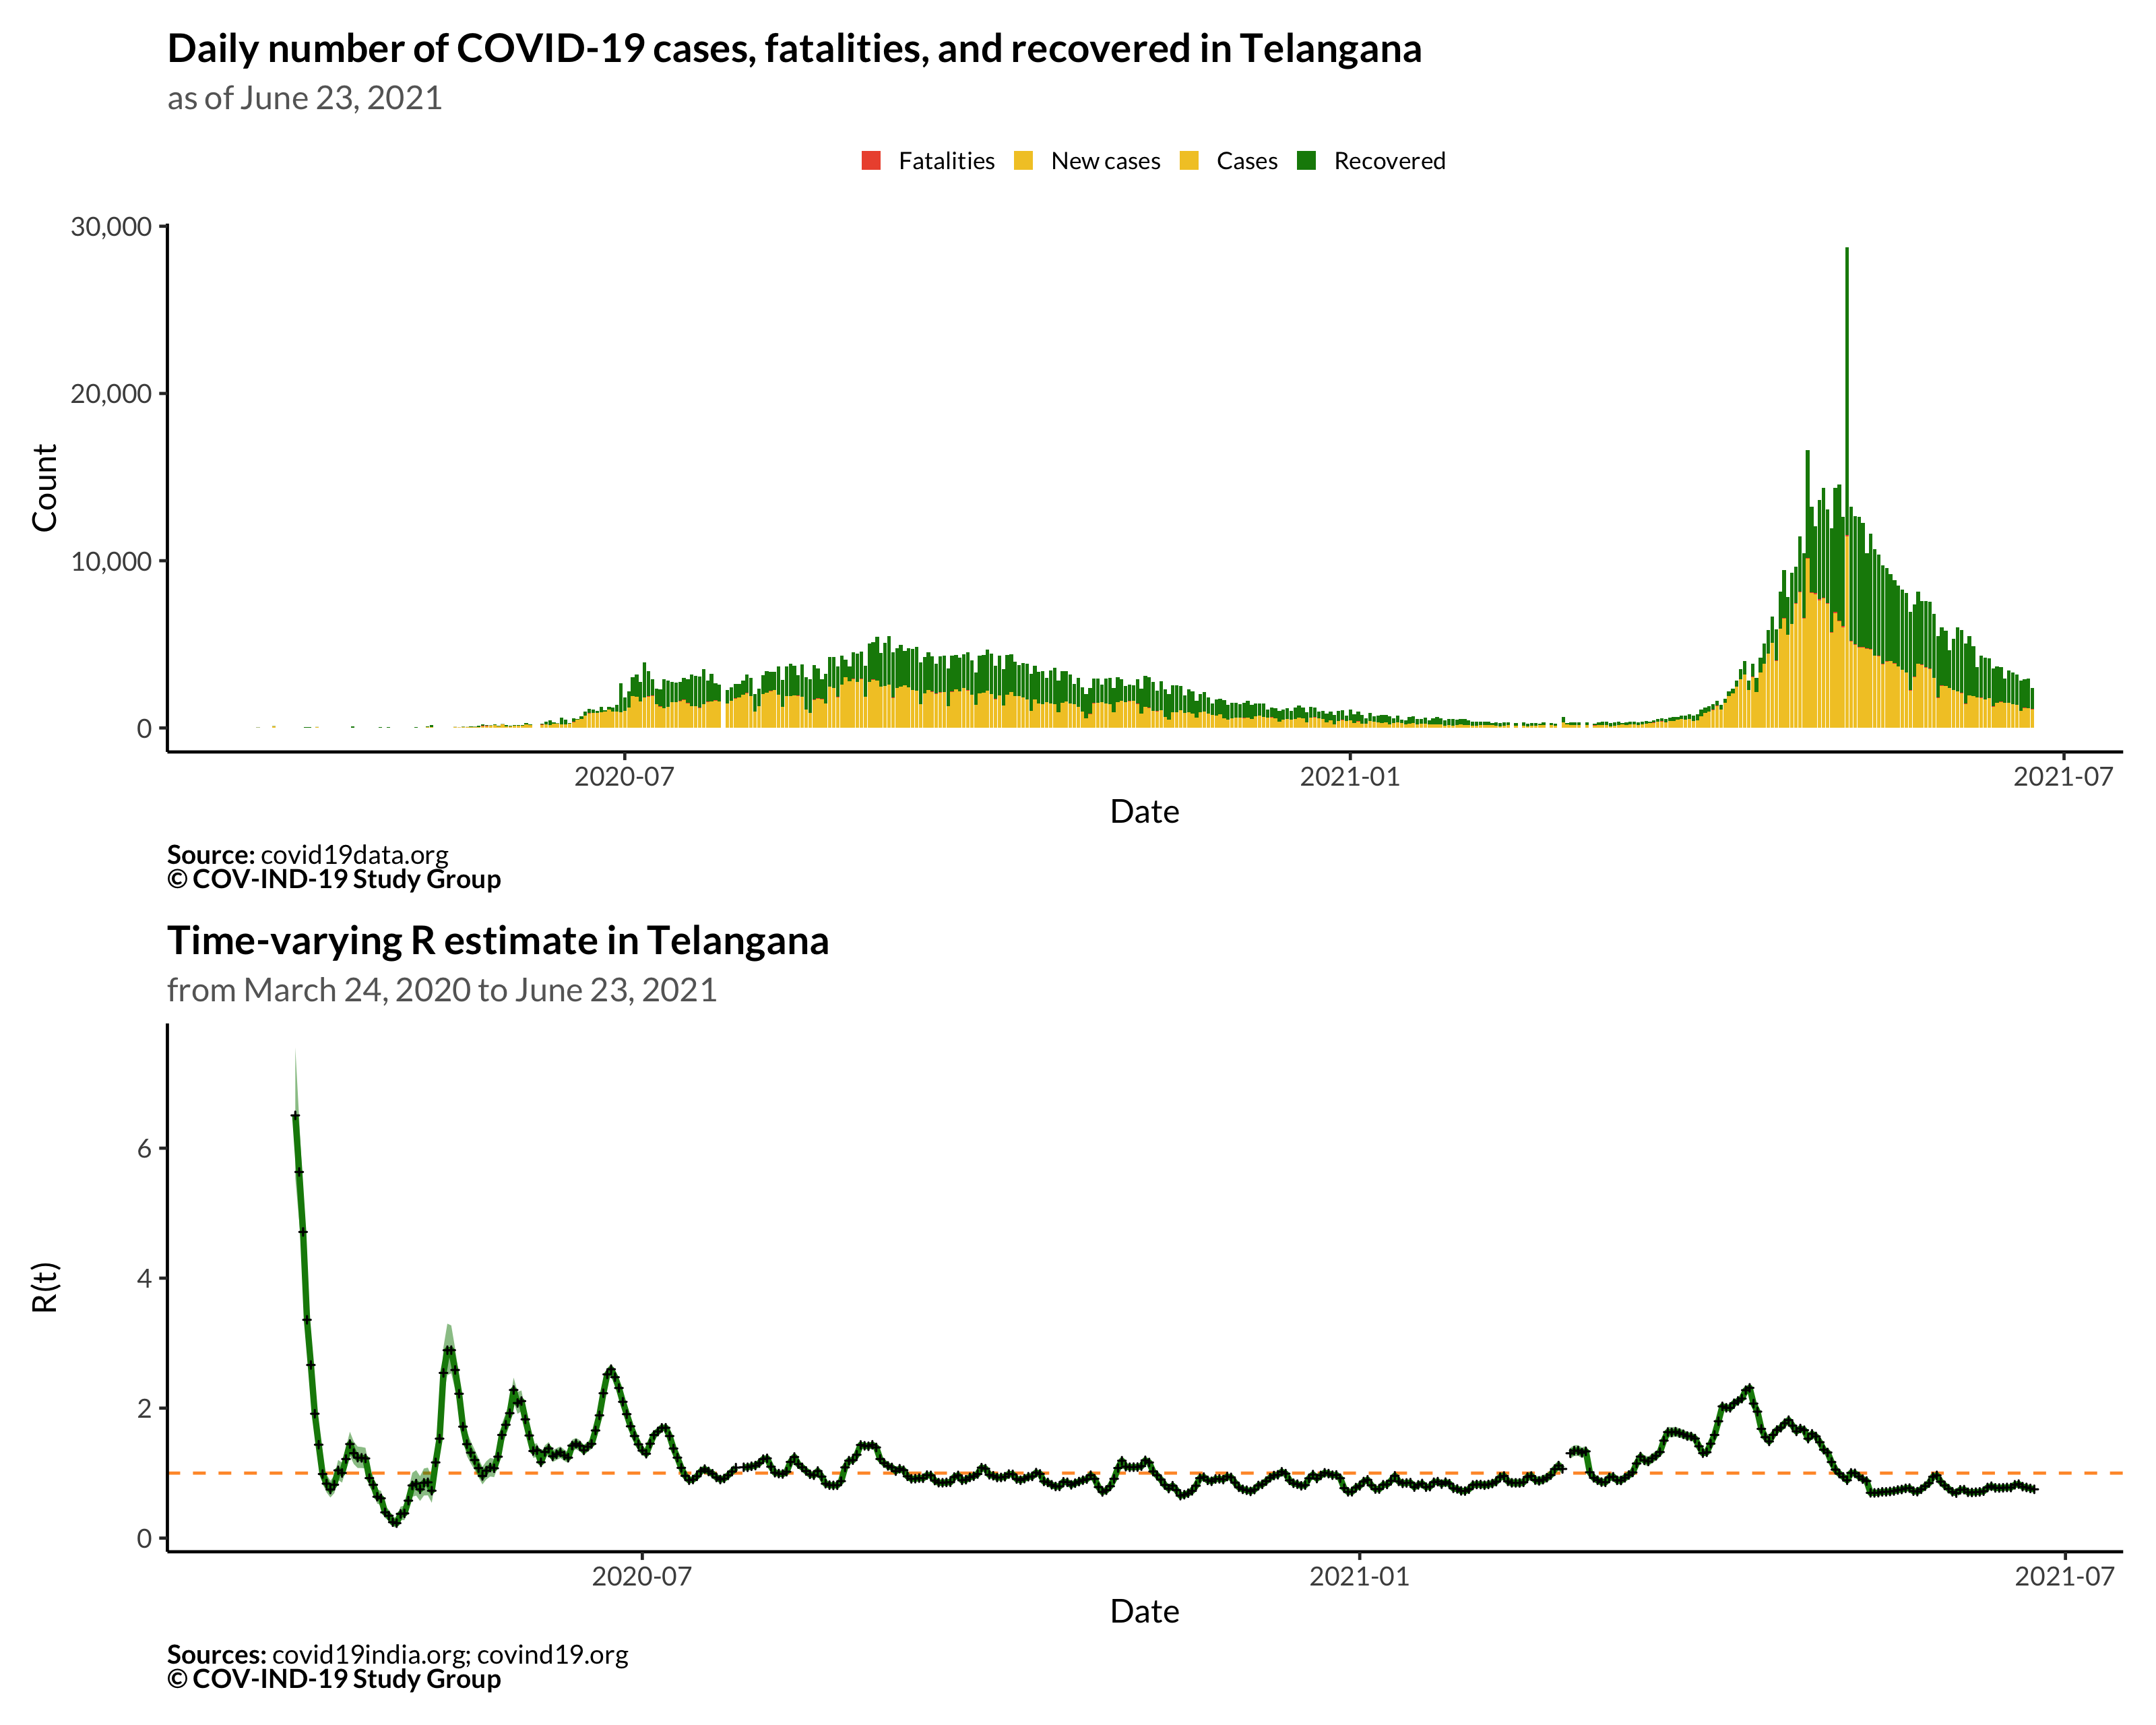 Daily number of COVID-19 cases, fatalities, and recovered in Telangana
as of June 23, 2021
Fatalities New cases Cases Recovered
30,000
20,000
10,000
0
Count
2020-07 2021-01 2021-07
Date
Source: covid19data.org
© COV-IND-19 Study Group
Time-varying R estimate in Telangana
from March 24, 2020 to June 23, 2021
6
4
2
0
R(t)
2020-07 2021-01 2021-07
Date
Sources: covid19india.org; covind19.org
© COV-IND-19 Study Group